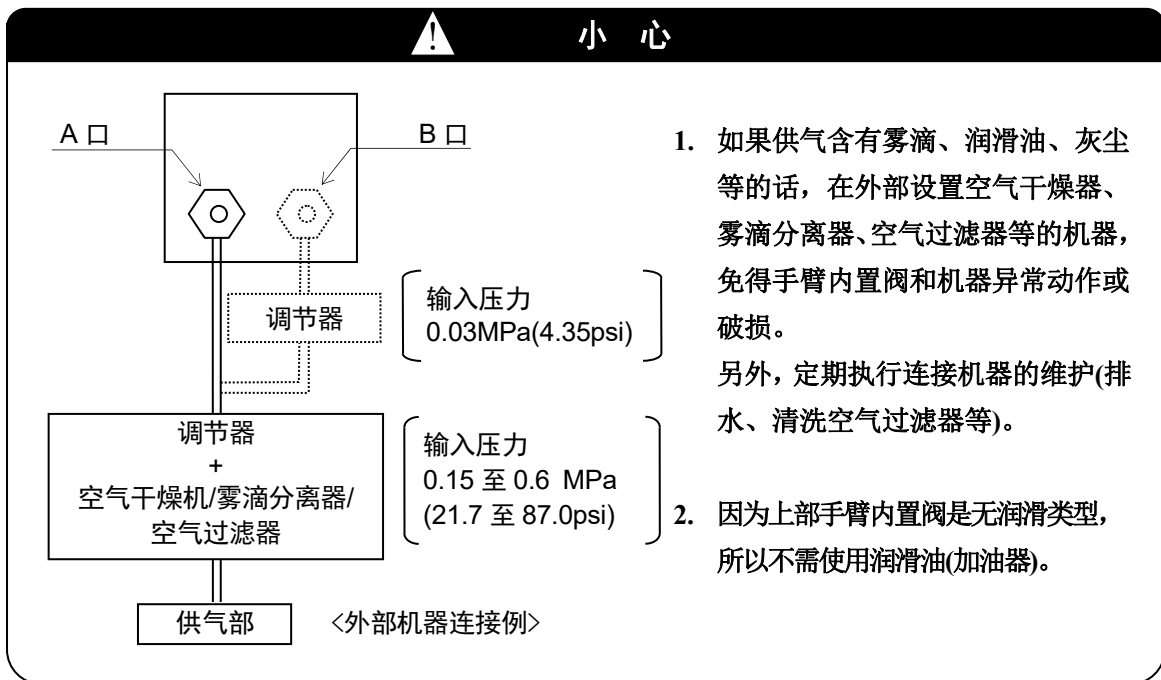 小 心
A 口
B 口
调节器
输入压力
0.03MPa(4.35psi)
调节器
+
空气干燥机/雾滴分离器/
空气过滤器
输入压力
0.15 至 0.6 MPa
(21.7 至 87.0psi)
供气部
<外部机器连接例>
1. 如果供气含有雾滴、润滑油、灰尘
等的话，在外部设置空气干燥器、
雾滴分离器、空气过滤器等的机器，
免得手臂内置阀和机器异常动作或
破损。
另外，定期执行连接机器的维护(排
水、清洗空气过滤器等)。
2. 因为上部手臂内置阀是无润滑类型，
所以不需使用润滑油(加油器)。